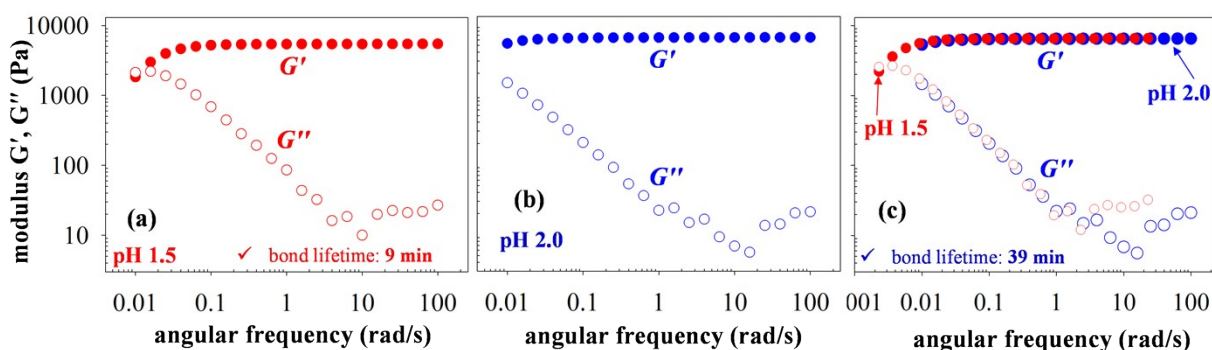 modulus G′, G′′ (Pa)
10000
1000
100
10
G′
G′′
(a)
pH 1.5
✓ bond lifetime: 9 min
0.01 0.1 1 10 100
angular frequency (rad/s)
G′
G′′
(b)
pH 2.0
0.01 0.1 1 10 100
angular frequency (rad/s)
G′
pH 2.0
pH 1.5
G′′
(c)
✓ bond lifetime: 39 min
001 0.01 0.1 1 10 100
angular frequency (rad/s)